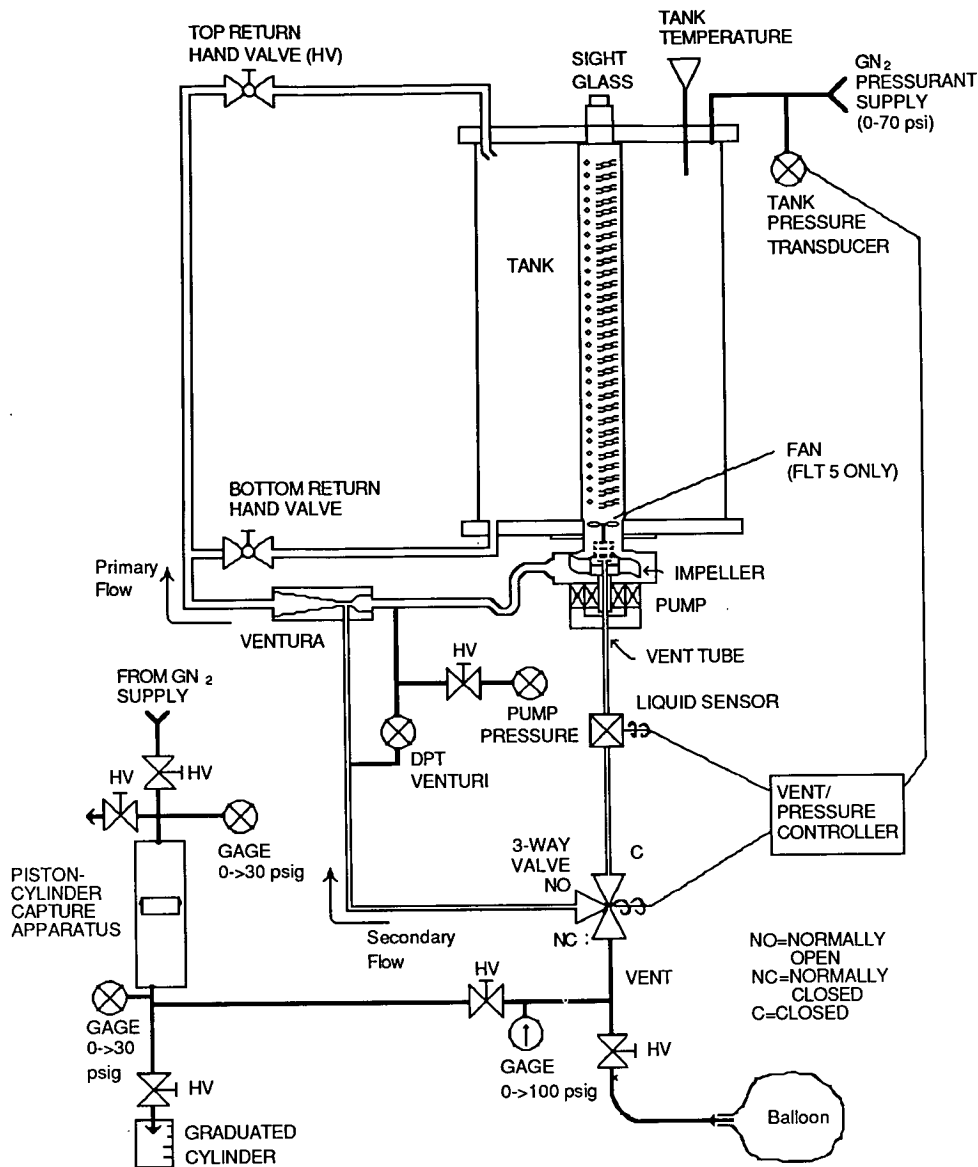 TOP RETURN
HAND VALVE (HV)
TANK
TEMPERATURE
SIGHT
GLASS
GN2
PRESSURANT
SUPPLY
(0-70 psi)
TANK
PRESSURE
TRANSDUCER
TANK
FAN
(FLT 5 ONLY)
BOTTOM RETURN
HAND VALVE
Primary
Flow
IMPELLER
PUMP
VENTURA
VENT TUBE
HV
FROM GN2
SUPPLY
PUMP
PRESSURE
LIQUID SENSOR
DPT
VENTURI
HV
HV
VENT/
PRESSURE
CONTROLLER
GAGE
0->30 psig
3-WAY
VALVE
NO
C
PISTON-
CYLINDER
CAPTURE
APPARATUS
Secondary
Flow
NC :
NO=NORMALLY
OPEN
NC=NORMALLY
CLOSED
C=CLOSED
VENT
HV
GAGE
0->30
psig
GAGE
0->100 psig
HV
HV
Balloon
GRADUATED
CYLINDER